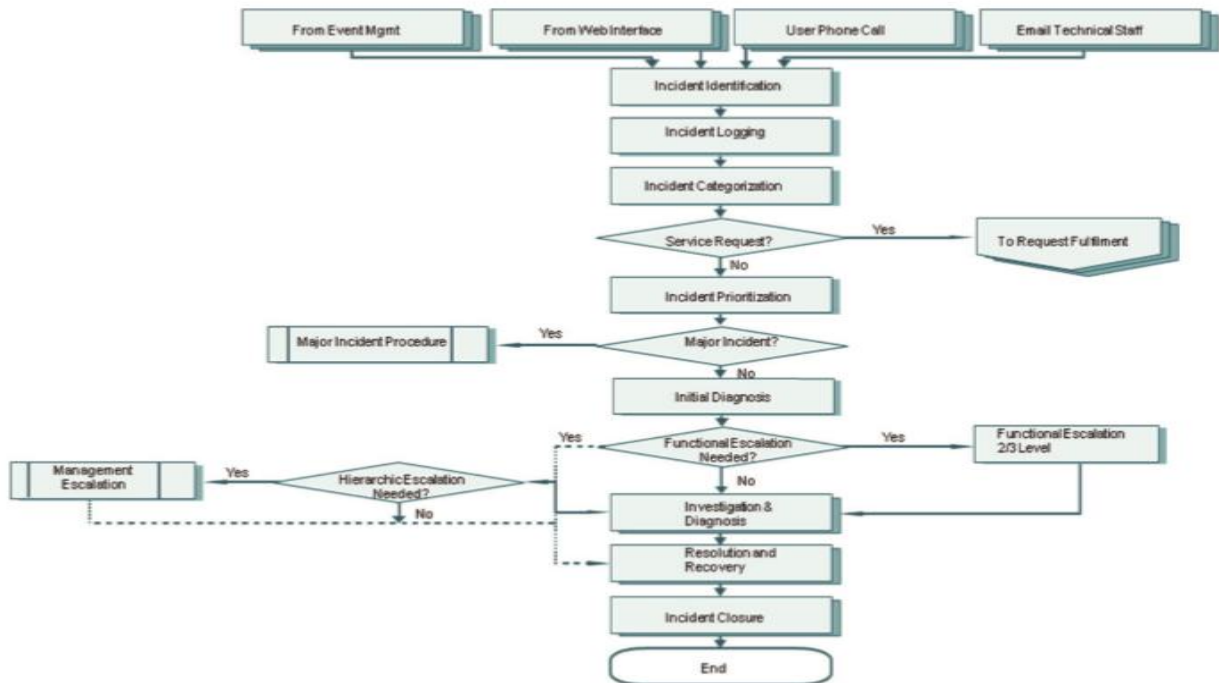 From Event Mgmt
From Web Interface
User Phone Call
Email Technical Staff
Incident Identification
Incident Logging
Incident Categorization
Service Request?
Yes
To Request Fulfilment
No
Incident Prioritization
Major Incident Procedure
Yes
Major Incident?
No
Initial Diagnosis
Yes
Functional Escalation
Needed?
Yes
Functional Escalation
2/3 Level
Management
Escalation
Yes
Hierarchic Escalation
Needed?
No
No
Investigation &
Diagnosis
Resolution and
Recovery
Incident Closure
End